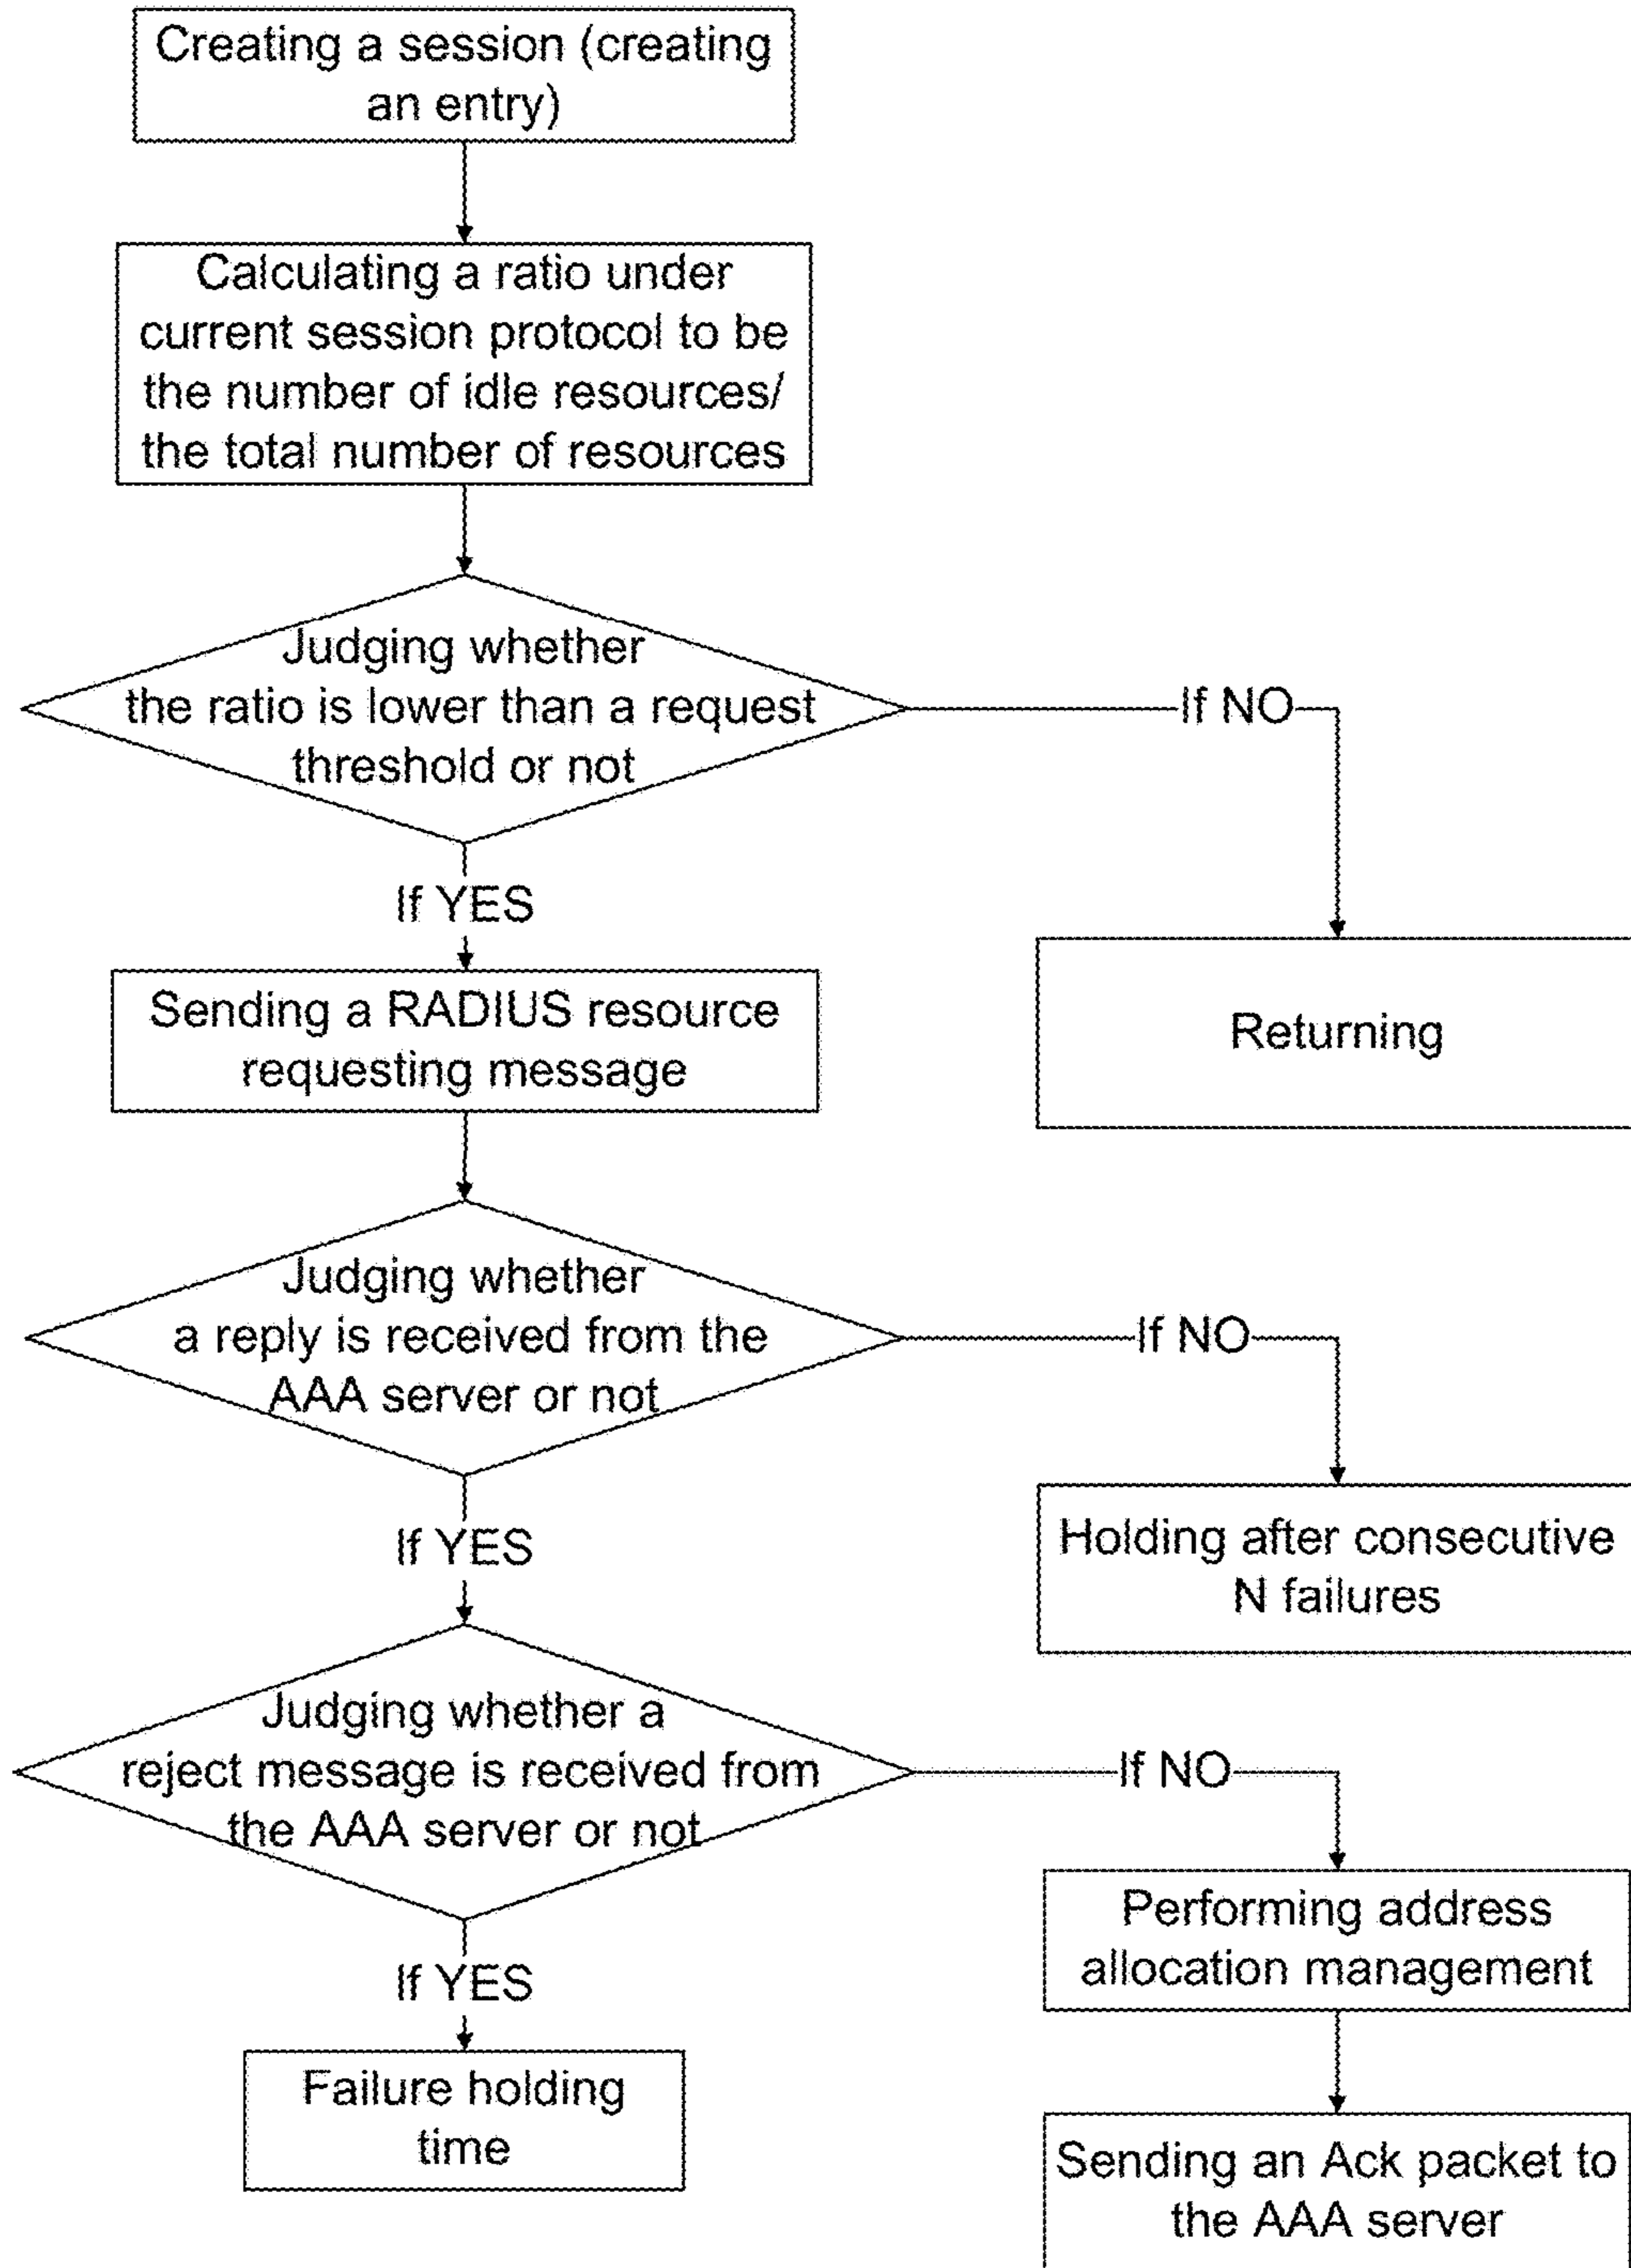 Creating a session (creating
an entry)
Calculating a ratio under
current session protocol to be
the number of idle resources/
the total number of resources
Judging whether
the ratio is lower than a request
threshold or not
If NO
If YES
Returning
Sending a RADIUS resource
requesting message
Judging whether
a reply is received from the
AAA server or not
If NO
If YES
Holding after consecutive
N failures
Judging whether a
reject message is received from
the AAA server or not
If NO
If YES
Performing address
allocation management
Failure holding
time
Sending an Ack packet to
the AAA server